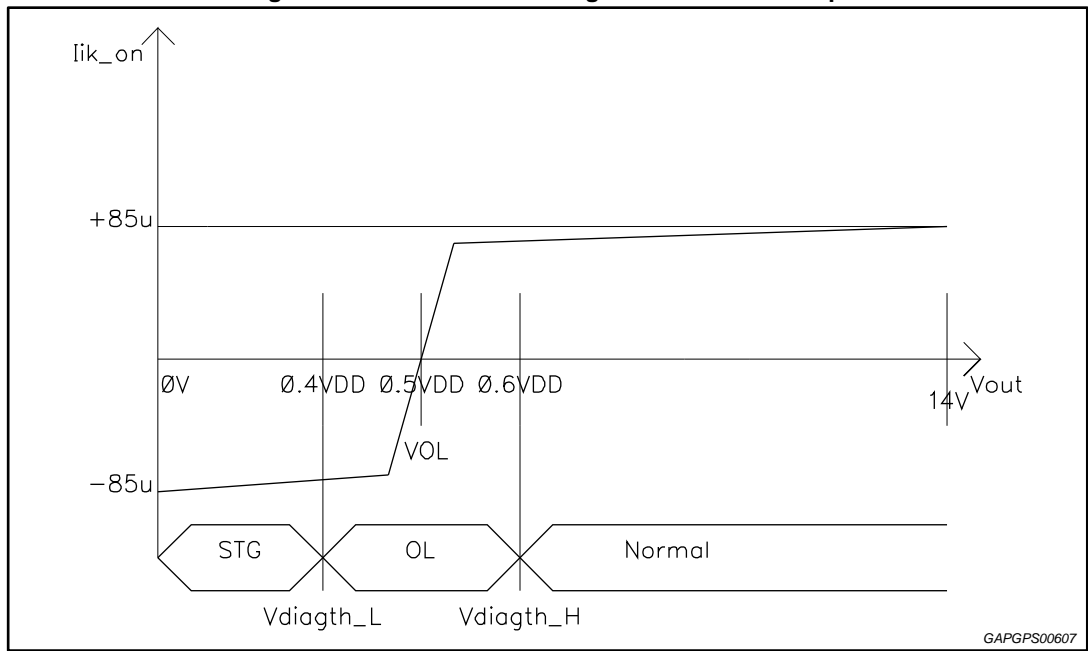 Iik_on
+85u
ØV
Ø.4VDD
Ø.5VDD
Ø.6VDD
14V
Vout
VOL
-85u
STG
OL
Normal
Vdiagth_L
Vdiagth_H
GAPGPS00607